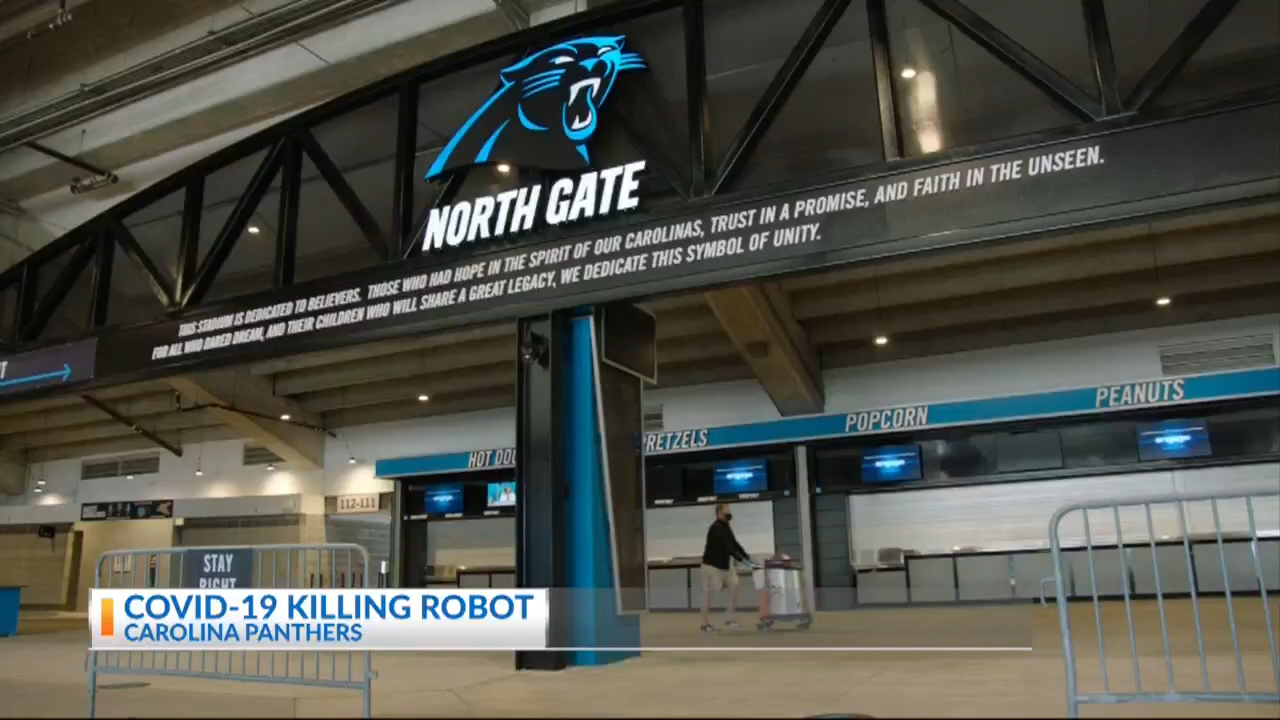 NORTH GATE
THIS STADIUM IS DEDICATED TO BELIEVERS. THOSE WHO HAD HOPE IN THE SPIRIT OF OUR CAROLINAS, TRUST IN A PROMISE, AND FAITH IN THE UNSEEN.
FOR ALL WHO DARED DREAM, AND THEIR CHILDREN WHO WILL SHARE A GREAT LEGACY, WE DEDICATE THIS SYMBOL OF UNITY.
PEANUTS
POPCORN
RETZELS
HOT DO
112-111
STAY
RIGHT
COVID-19 KILLING ROBOT
CAROLINA PANTHERS